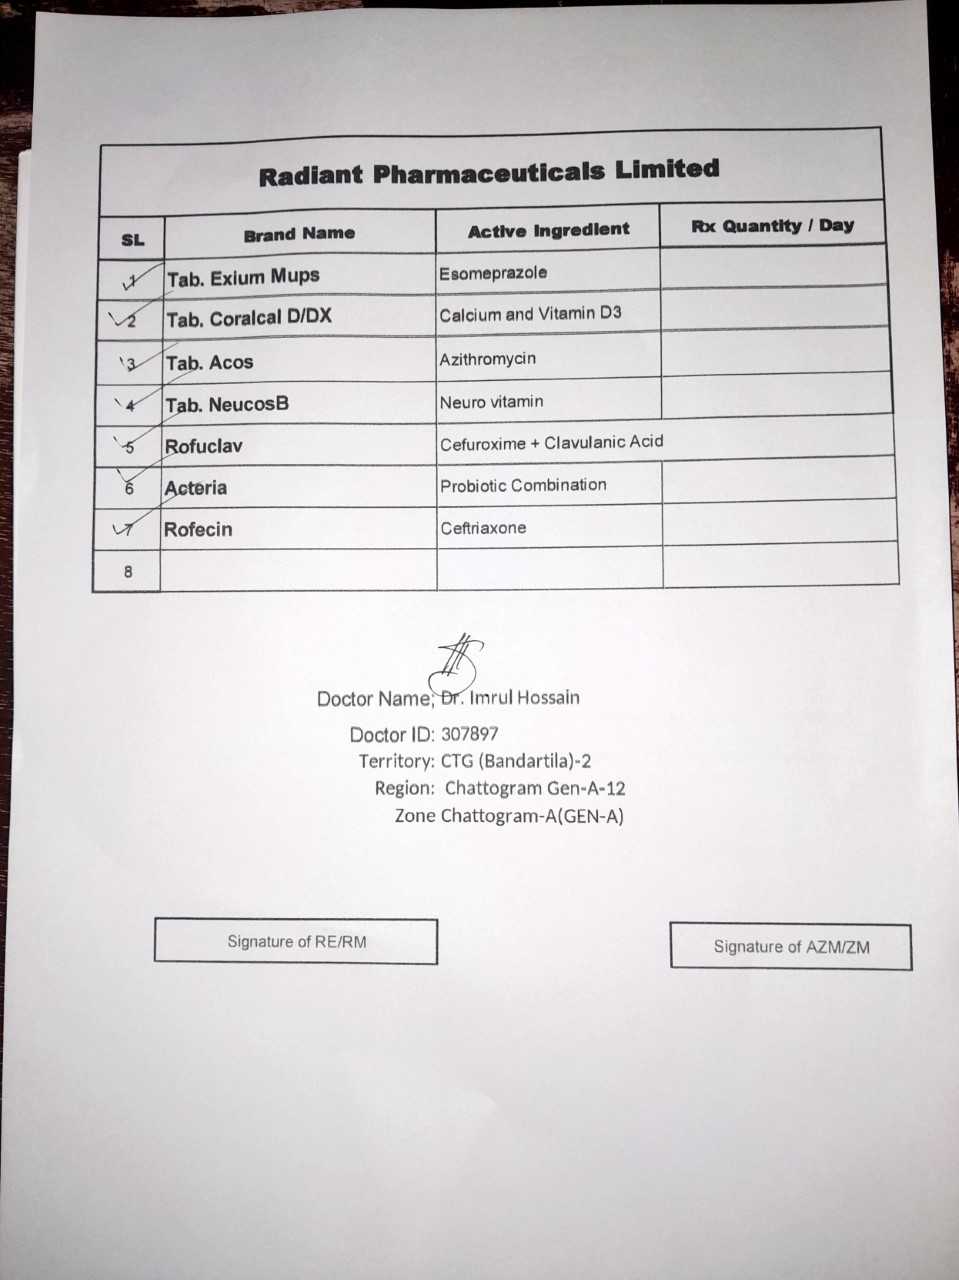 Radiant Pharmaceuticals Limited
SL Brand Name Active Ingredient Rx Quantity / Day
1 Tab. Exium Mups Esomeprazole
2 Tab. Coralcal D/DX Calcium and Vitamin D3
3 Tab. Acos Azithromycin
4 Tab. NeucosB Neuro vitamin
5 Rofuclav Cefuroxime + Clavulanic Acid
6 Acteria Probiotic Combination
7 Rofecin Ceftriaxone
8
Doctor Name; Dr. Imrul Hossain
Doctor ID: 307897
Territory: CTG (Bandartila)-2
Region: Chattogram Gen-A-12
Zone Chattogram-A(GEN-A)
Signature of RE/RM Signature of AZM/ZM